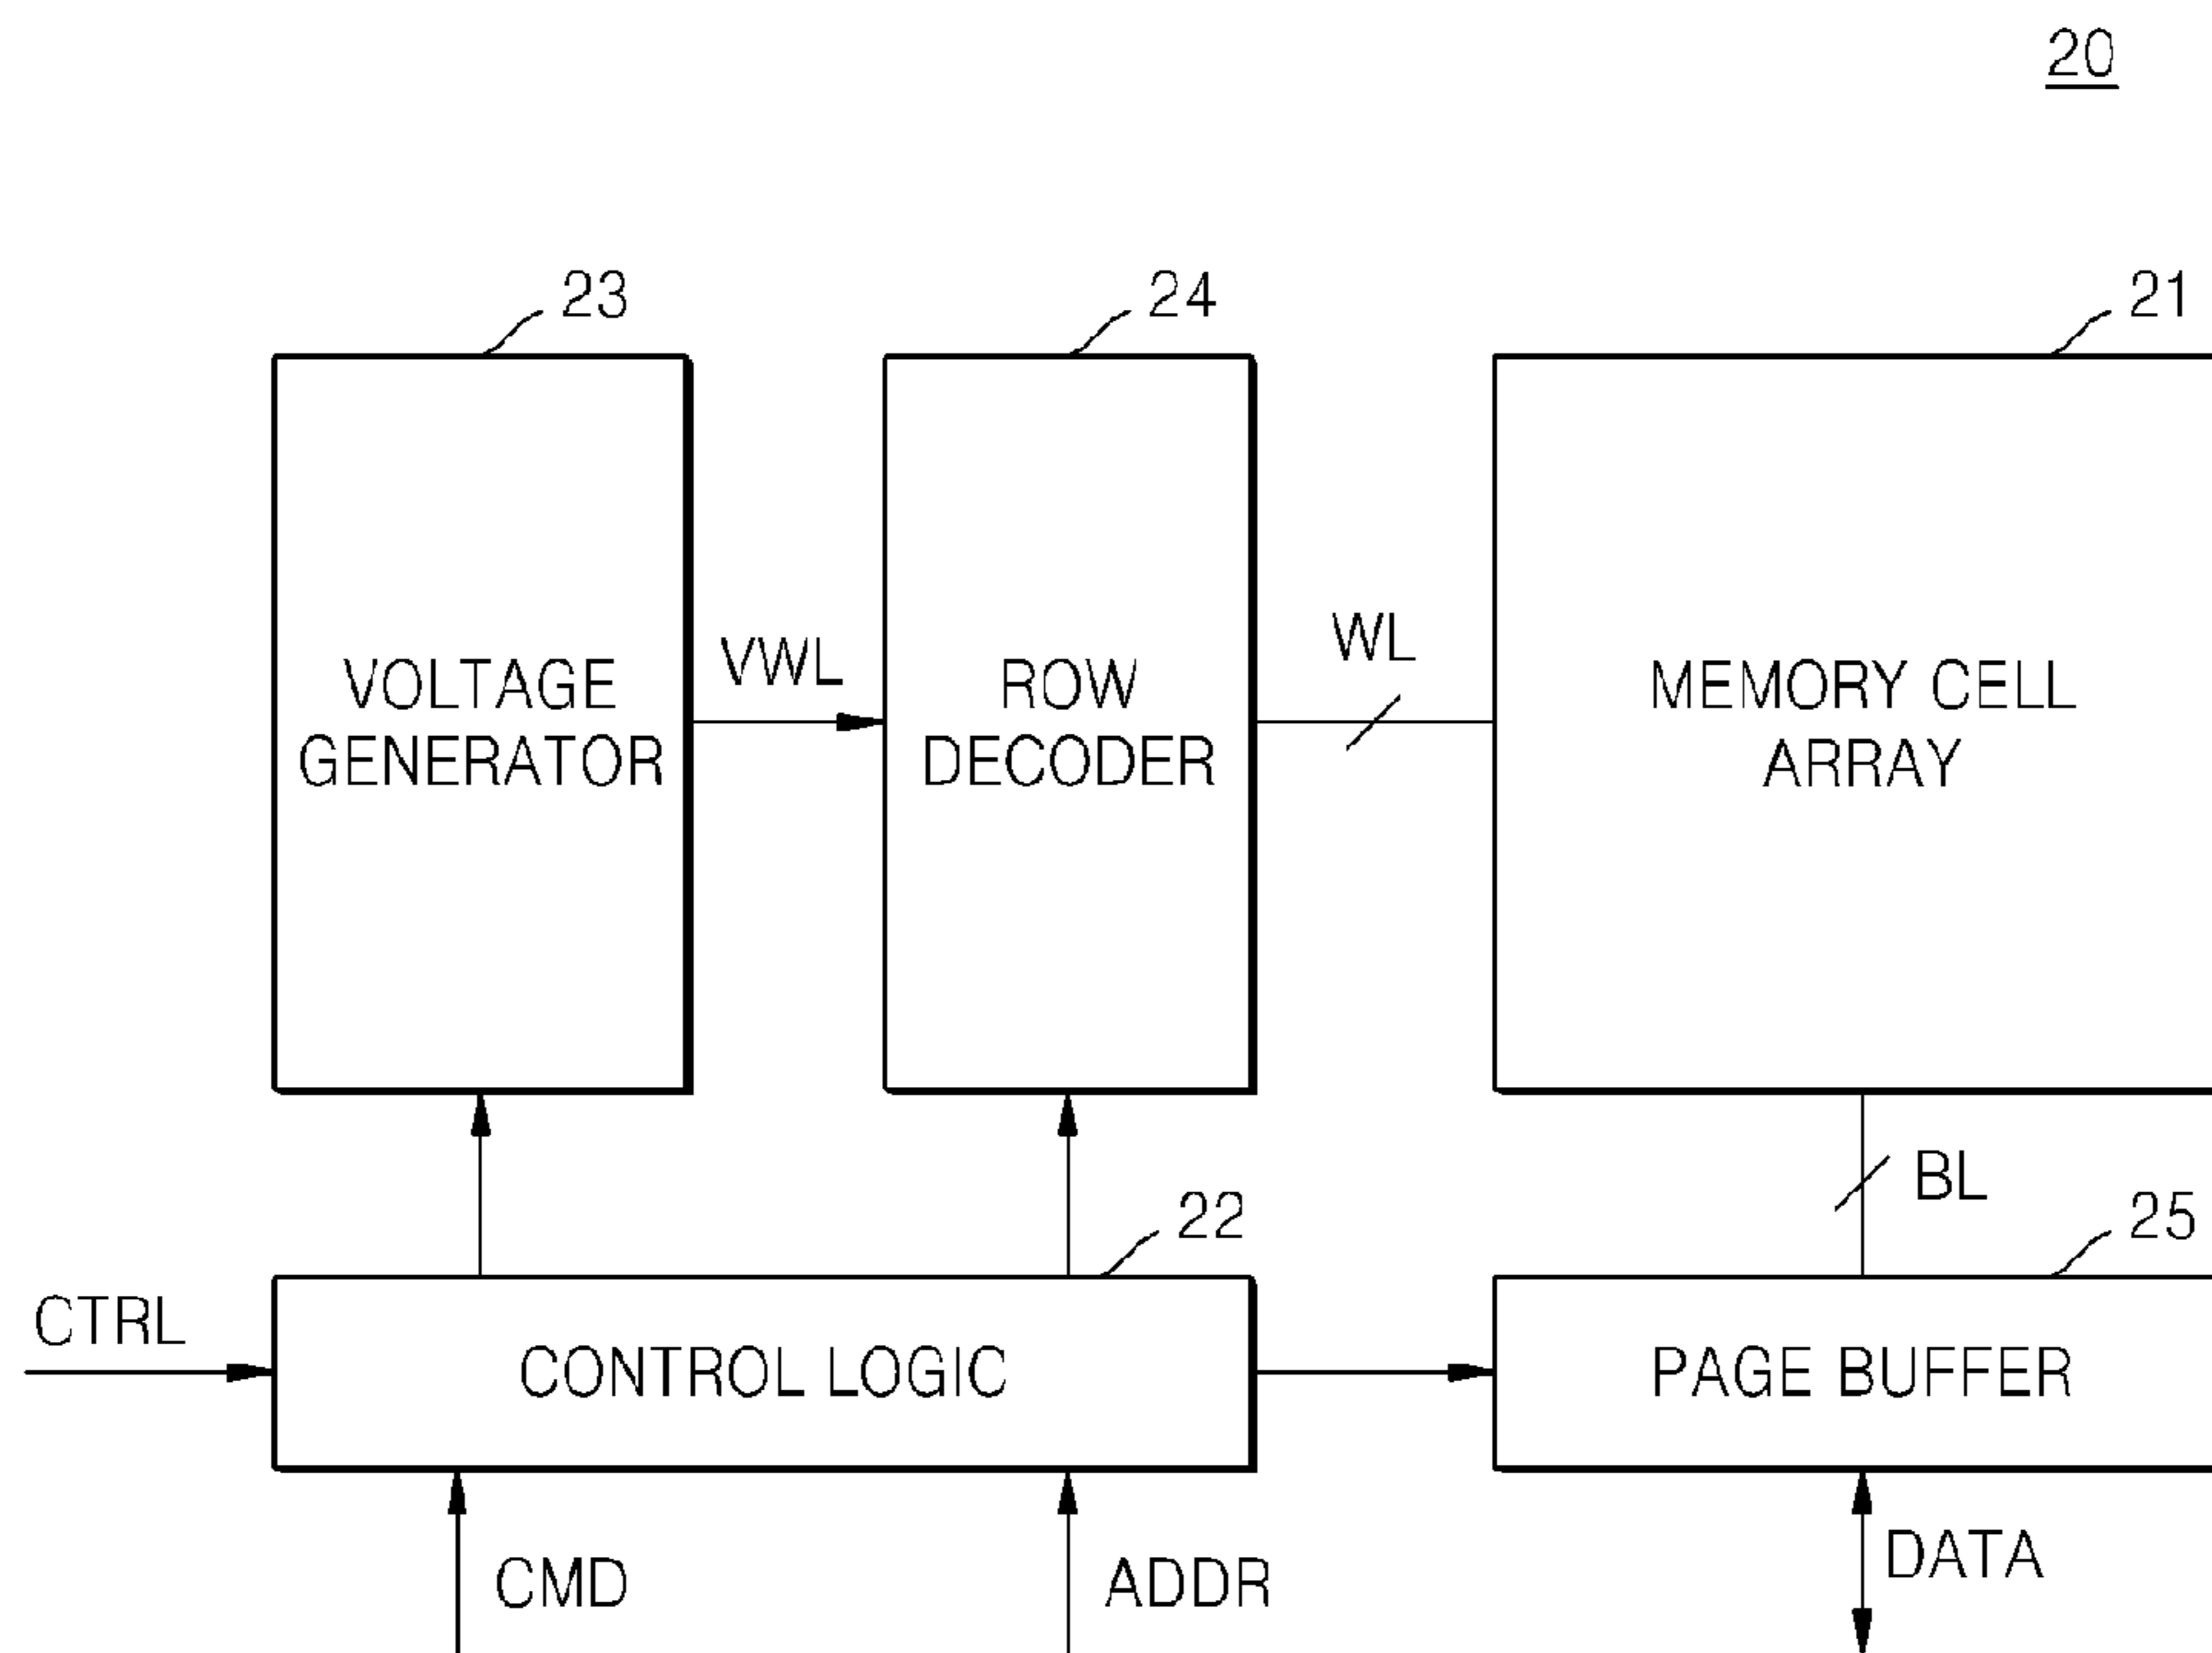 20
23
24
21
VOLTAGE
GENERATOR
VWL
ROW
DECODER
WL
MEMORY CELL
ARRAY
BL
22
25
CTRL
CONTROL LOGIC
PAGE BUFFER
CMD
ADDR
DATA